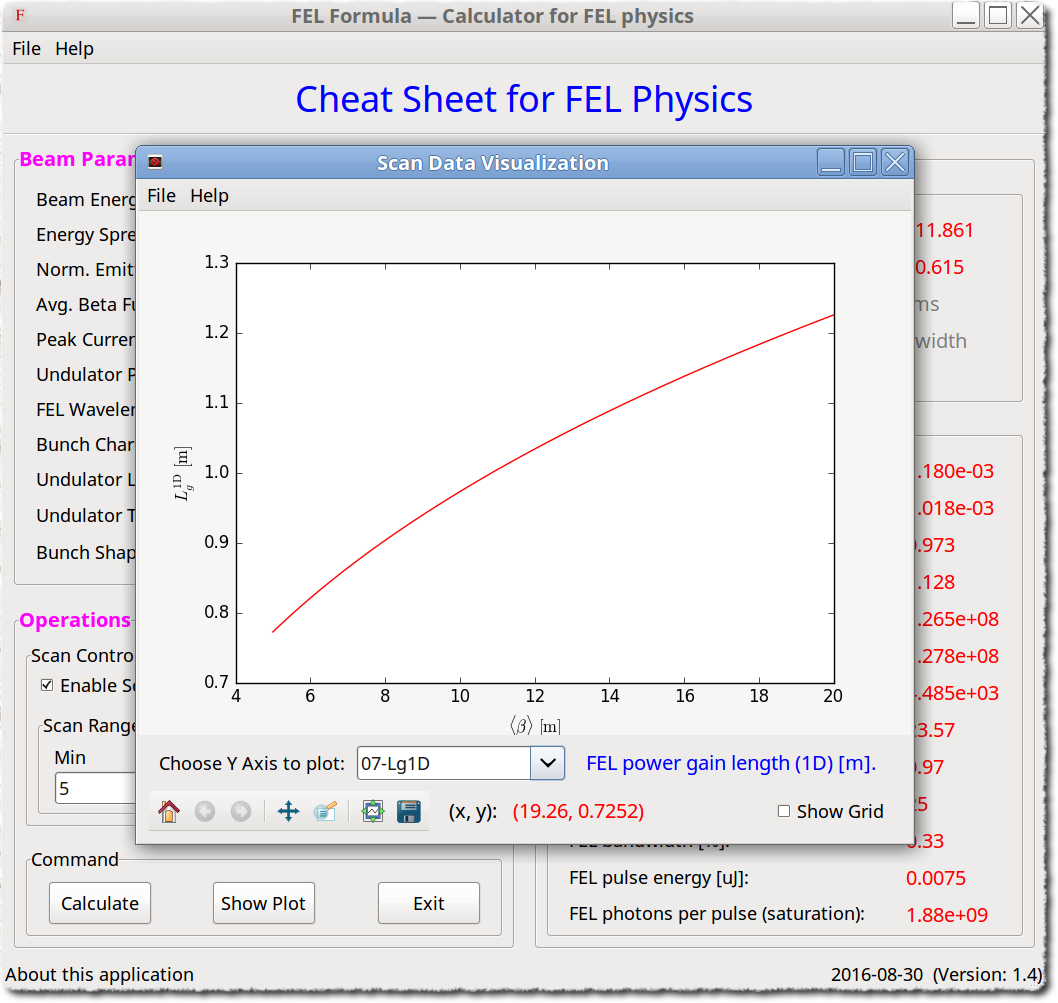 F
FEL Formula — Calculator for FEL physics
File Help
Cheat Sheet for FEL Physics
Beam Param
Beam Energ
Energy Spre
Norm. Emit
Avg. Beta Fu
Peak Curren
Undulator P
FEL Wavelen
Bunch Char
Undulator L
Undulator T
Bunch Shap
Operations
Scan Contro
Enable Sc
Scan Range
Min
5
Command
Calculate Show Plot Exit
Scan Data Visualization
File Help
1.3
1.2
1.1
1.0
0.9
0.8
0.7
4 6 8 10 12 14 16 18 20
L_g^1D [m]
⟨β⟩ [m]
Choose Y Axis to plot: 07-Lg1D FEL power gain length (1D) [m].
(x, y): (19.26, 0.7252) Show Grid
11.861
0.615
ms
width
.180e-03
.018e-03
.973
.128
.265e+08
.278e+08
.485e+03
3.57
.97
5
.33
FEL pulse energy [uJ]: 0.0075
FEL photons per pulse (saturation): 1.88e+09
About this application 2016-08-30 (Version: 1.4)